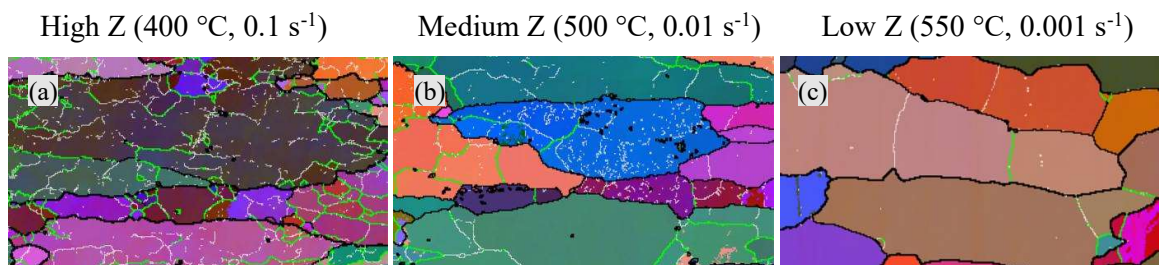 High Z (400 °C, 0.1 s⁻¹) Medium Z (500 °C, 0.01 s⁻¹) Low Z (550 °C, 0.001 s⁻¹)
(a) (b) (c)